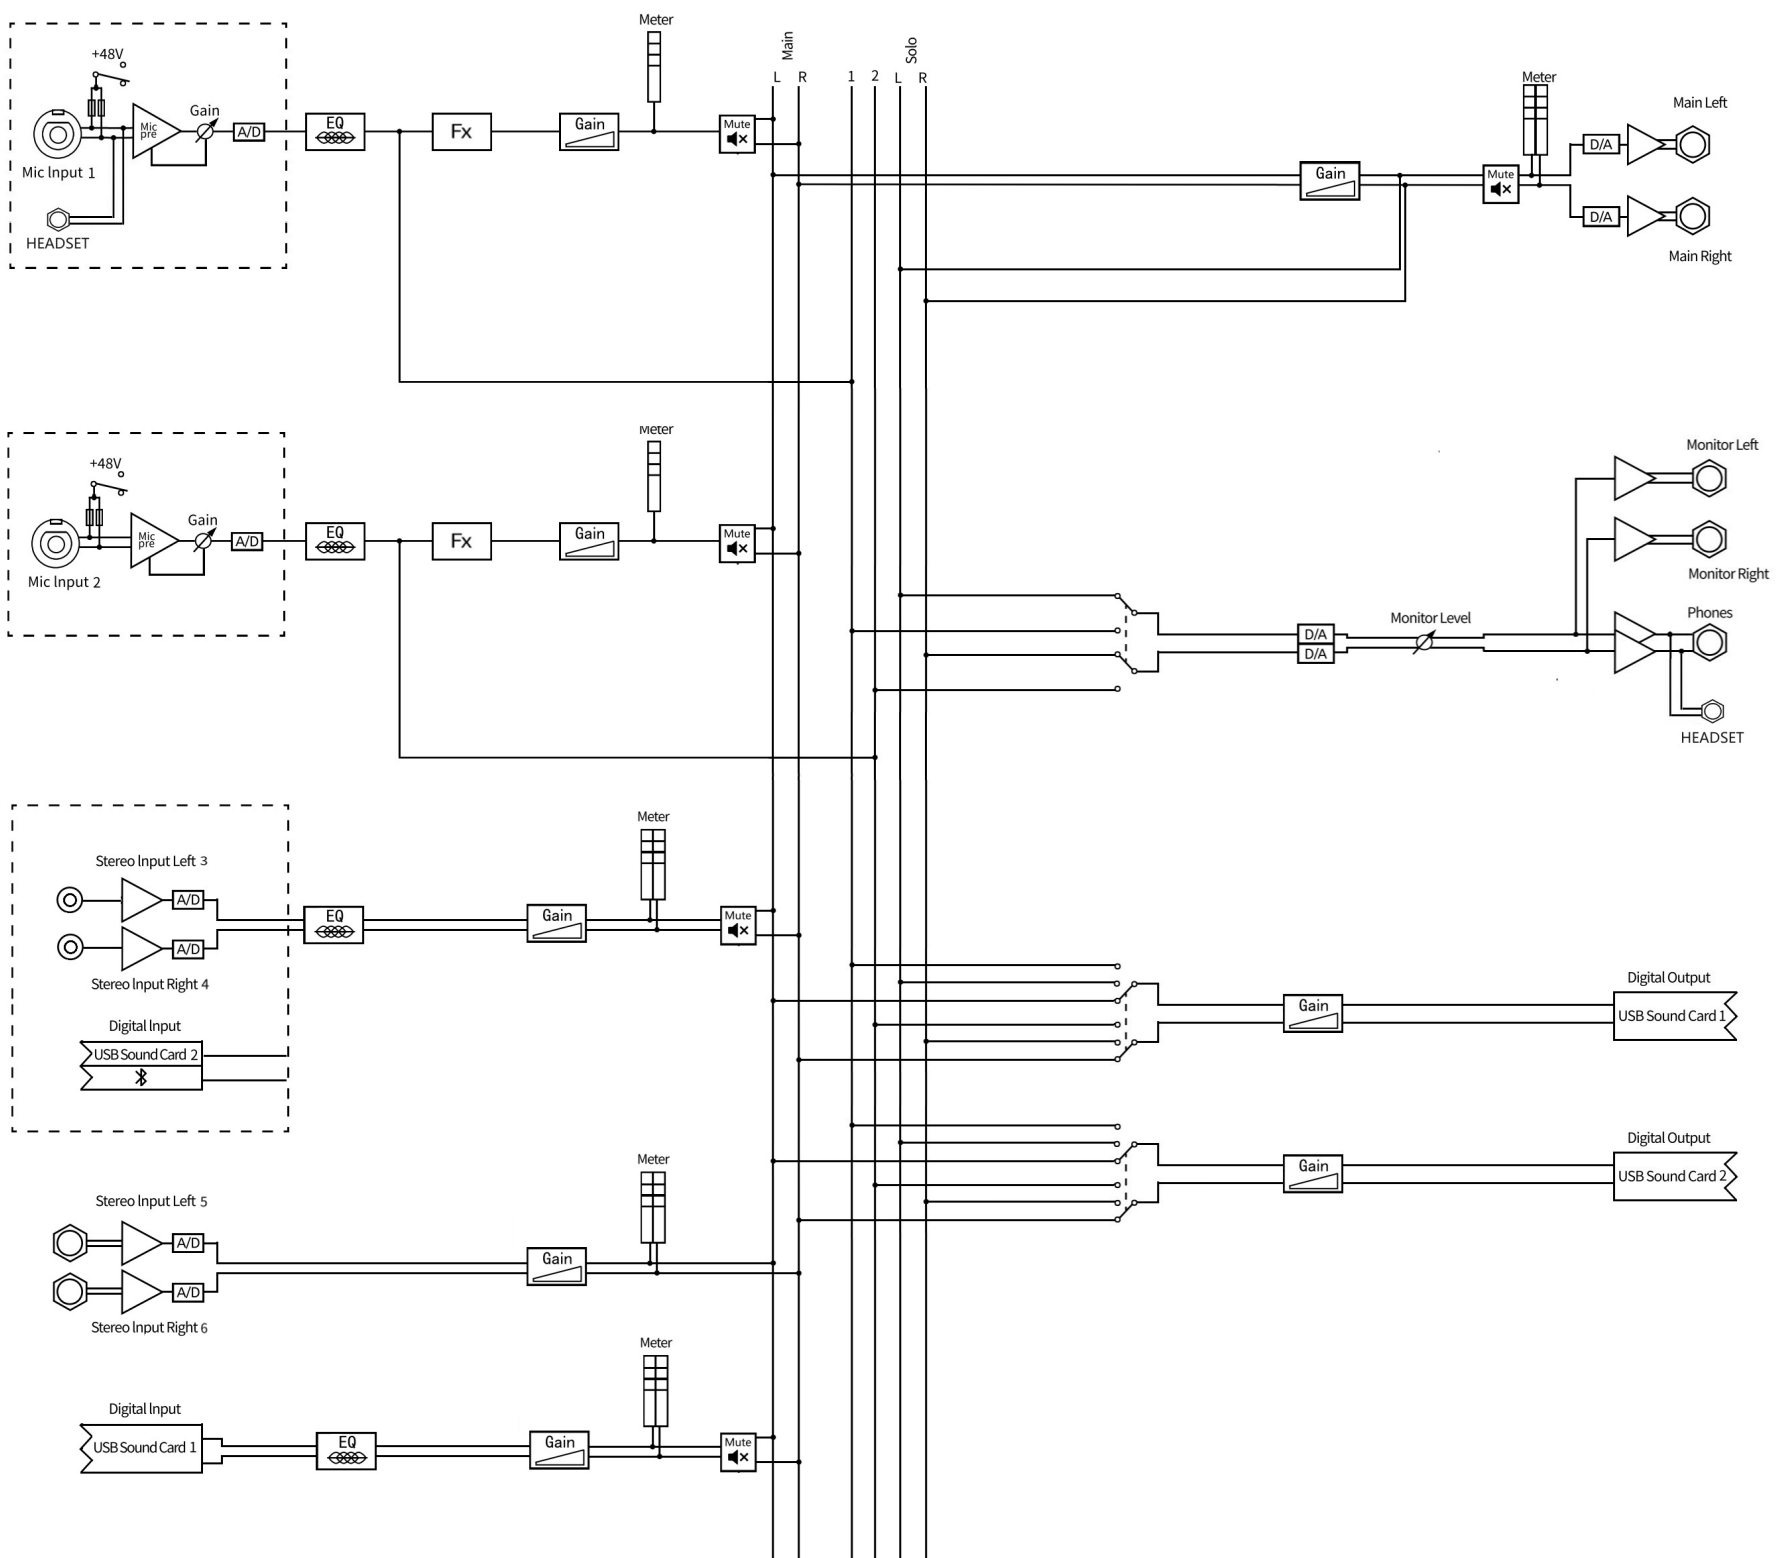 Meter
Main
Solo
L R 1 2 L R
+48V
Gain
Mic
pre
A/D
Mic Input 1
HEADSET
EQ
Fx
Gain
Mute
Gain
Mute
Meter
D/A
Main Left
D/A
Main Right
Meter
+48V
Gain
Mic
pre
A/D
Mic Input 2
EQ
Fx
Gain
Mute
Monitor Left
Monitor Right
Monitor Level
D/A
D/A
Phones
HEADSET
Meter
Stereo Input Left 3
A/D
A/D
Stereo Input Right 4
EQ
Gain
Mute
Digital Input
USB Sound Card 2
Gain
Digital Output
USB Sound Card 1
Meter
Stereo Input Left 5
A/D
A/D
Stereo Input Right 6
Gain
Gain
Digital Output
USB Sound Card 2
Meter
Digital Input
USB Sound Card 1
EQ
Gain
Mute